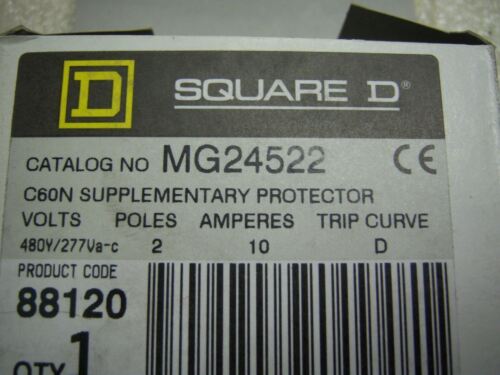 D SQUARE D®
CATALOG NO MG24522 CE
C60N SUPPLEMENTARY PROTECTOR
VOLTS POLES AMPERES TRIP CURVE
480Y/277Va-c 2 10 D
PRODUCT CODE
88120
QTY 1